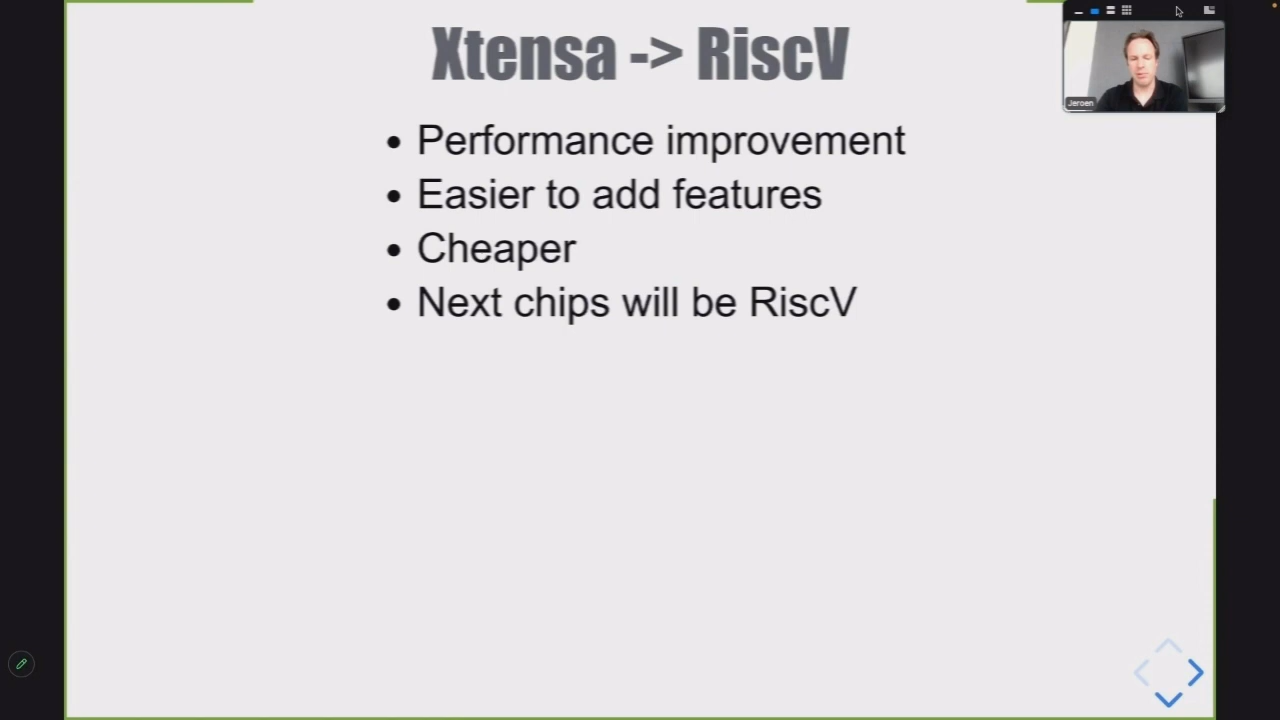 Xtensa -> RiscV
Jeroen
• Performance improvement
• Easier to add features
• Cheaper
• Next chips will be RiscV